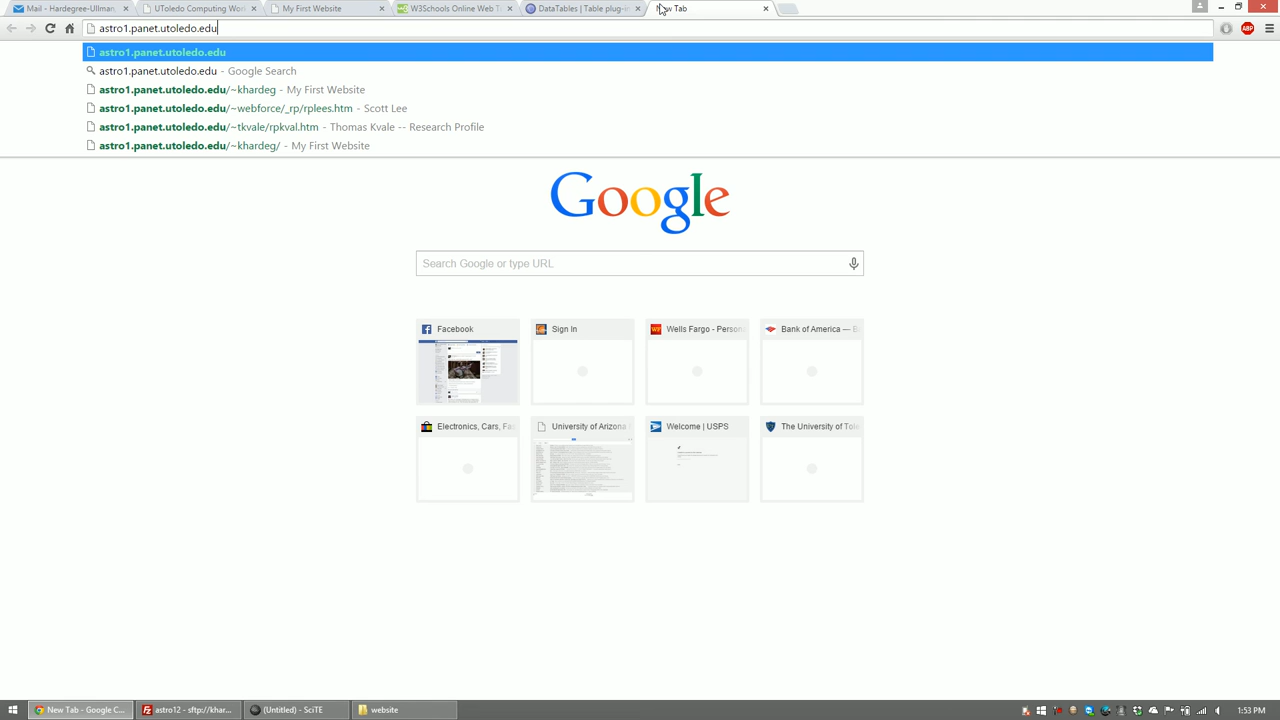 Mail - Hardegree-Ullman,
UToledo Computing Work
My First Website
W3Schools Online Web T
DataTables | Table plug-in
New Tab
astro1.panet.utoledo.edu
ABP
astro1.panet.utoledo.edu
astro1.panet.utoledo.edu - Google Search
astro1.panet.utoledo.edu/~khardeg - My First Website
astro1.panet.utoledo.edu/~webforce/_rp/rplees.htm - Scott Lee
astro1.panet.utoledo.edu/~tkvale/rpkval.htm - Thomas Kvale -- Research Profile
astro1.panet.utoledo.edu/~khardeg/ - My First Website
Google
Search Google or type URL
Facebook
Sign In
Wells Fargo - Person
Bank of America — B
Electronics, Cars, Fas
University of Arizona
Welcome | USPS
The University of Tole
New Tab - Google C...
astro12 - sftp://khar...
(Untitled) - SciTE
website
1:53 PM